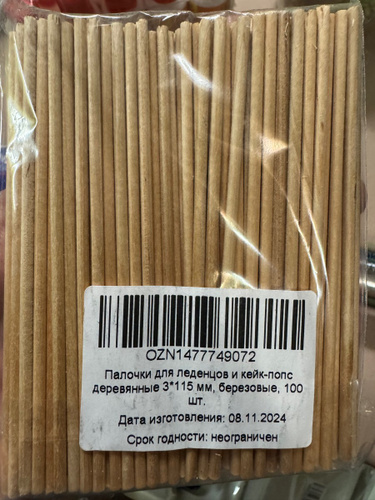 OZN1477749072
Палочки для леденцов и кейк-попс
деревянные 3*115 мм, березовые, 100
шт.
Дата изготовления: 08.11.2024
Срок годности: неограничен